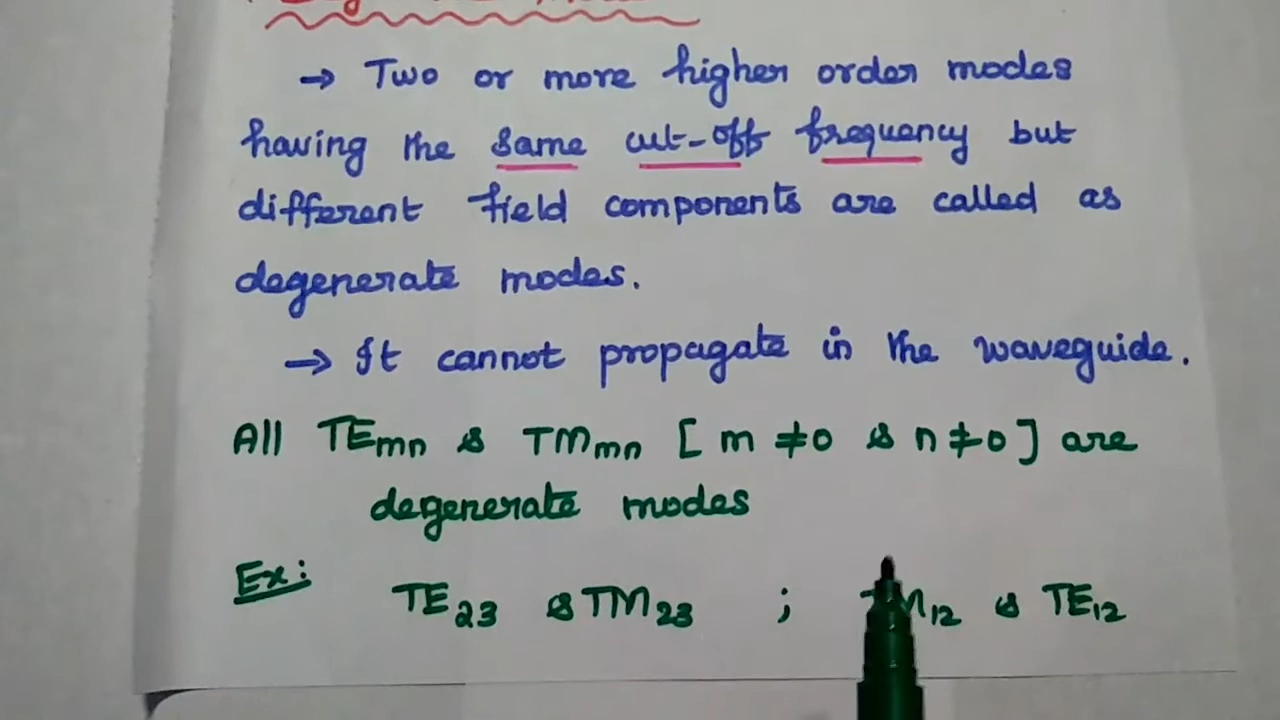 → Two or more higher order modes
having the same cut-off frequency but
different field components are called as
degenerate modes.
→ It cannot propagate in the waveguide.
All TEmn & TMmn [ m ≠0 & n ≠0 ] are
degenerate modes
Ex:
TE23 & TM23 ; TM12 & TE12